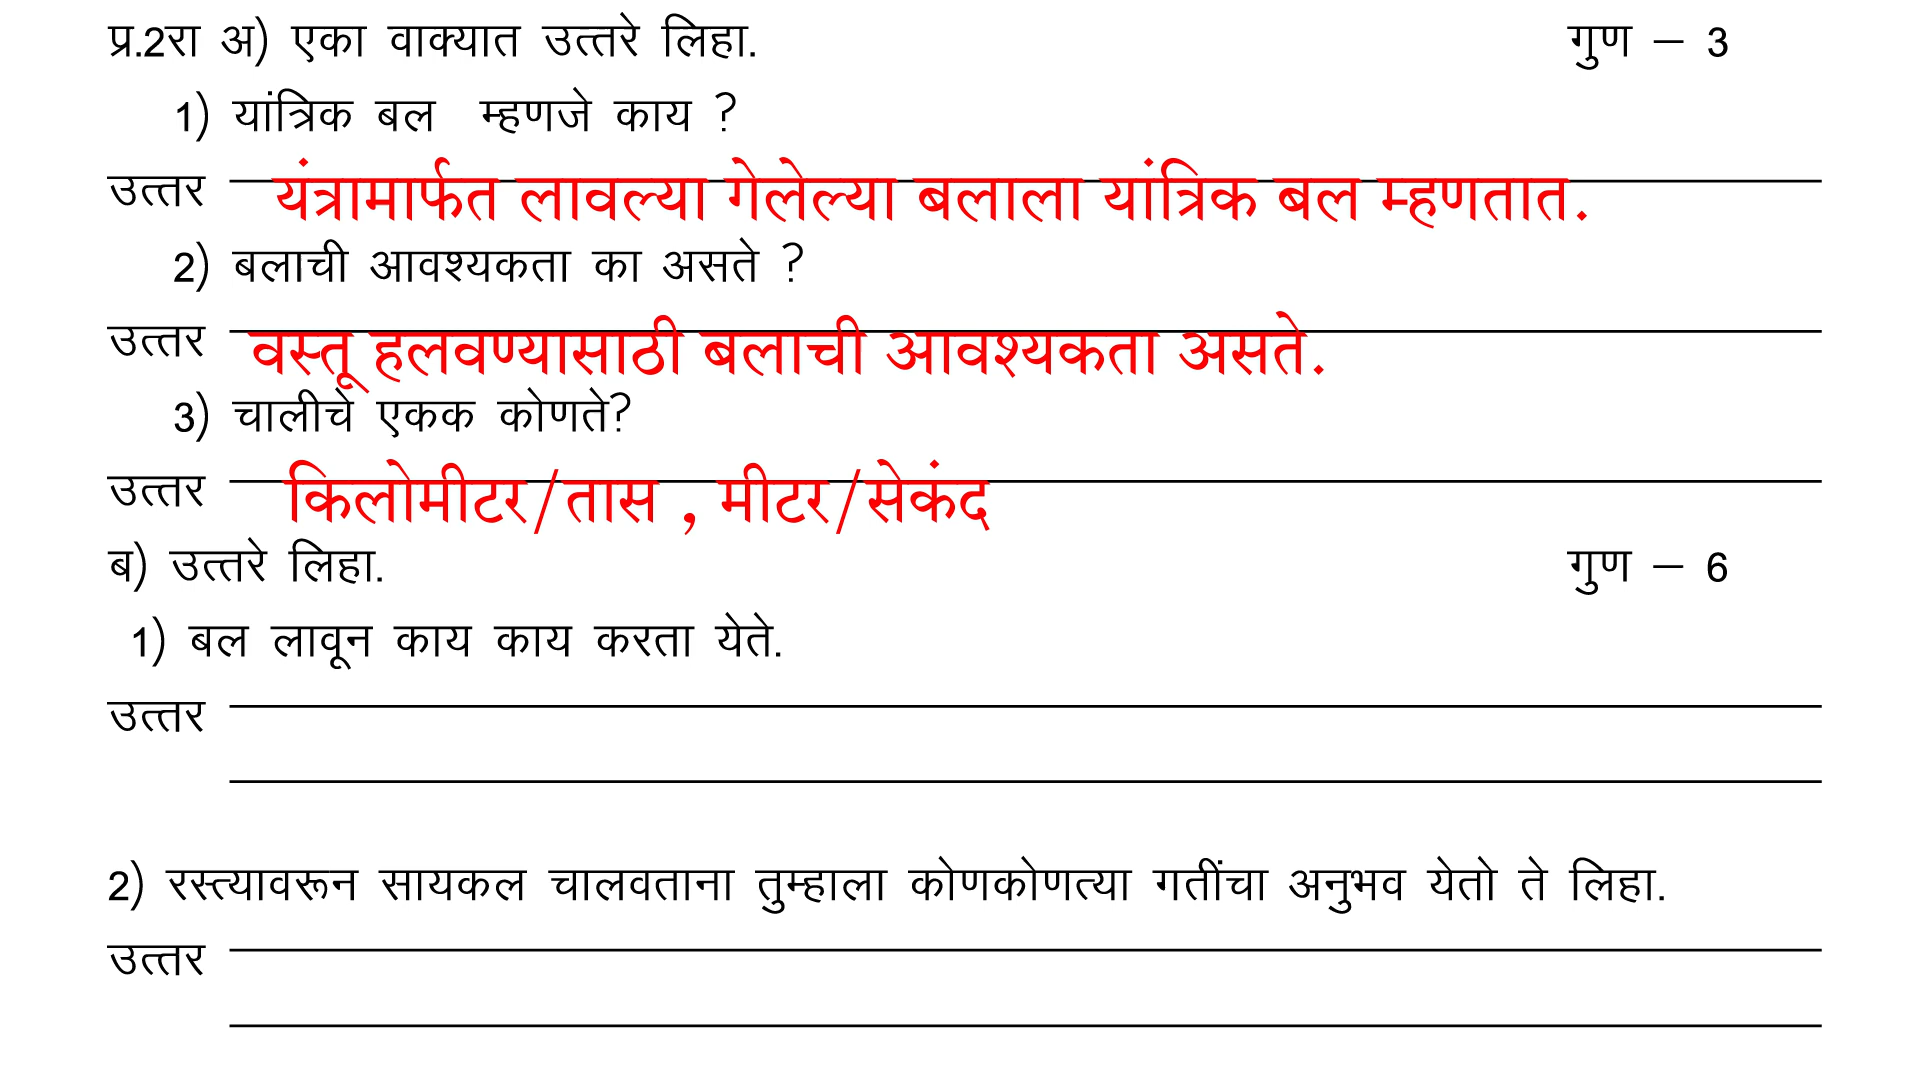 प्र.2रा अ) एका वाक्यात उत्तरे लिहा. गुण – 3
1) यांत्रिक बल म्हणजे काय ?
उत्तर यंत्रामार्फत लावल्या गेलेल्या बलाला यांत्रिक बल म्हणतात.
2) बलाची आवश्यकता का असते ?
उत्तर वस्तू हलवण्यासाठी बलाची आवश्यकता असते.
3) चालीचे एकक कोणते?
उत्तर किलोमीटर/तास , मीटर/सेकंद
ब) उत्तरे लिहा. गुण – 6
1) बल लावून काय काय करता येते.
उत्तर
2) रस्त्यावरून सायकल चालवताना तुम्हाला कोणकोणत्या गतींचा अनुभव येतो ते लिहा.
उत्तर